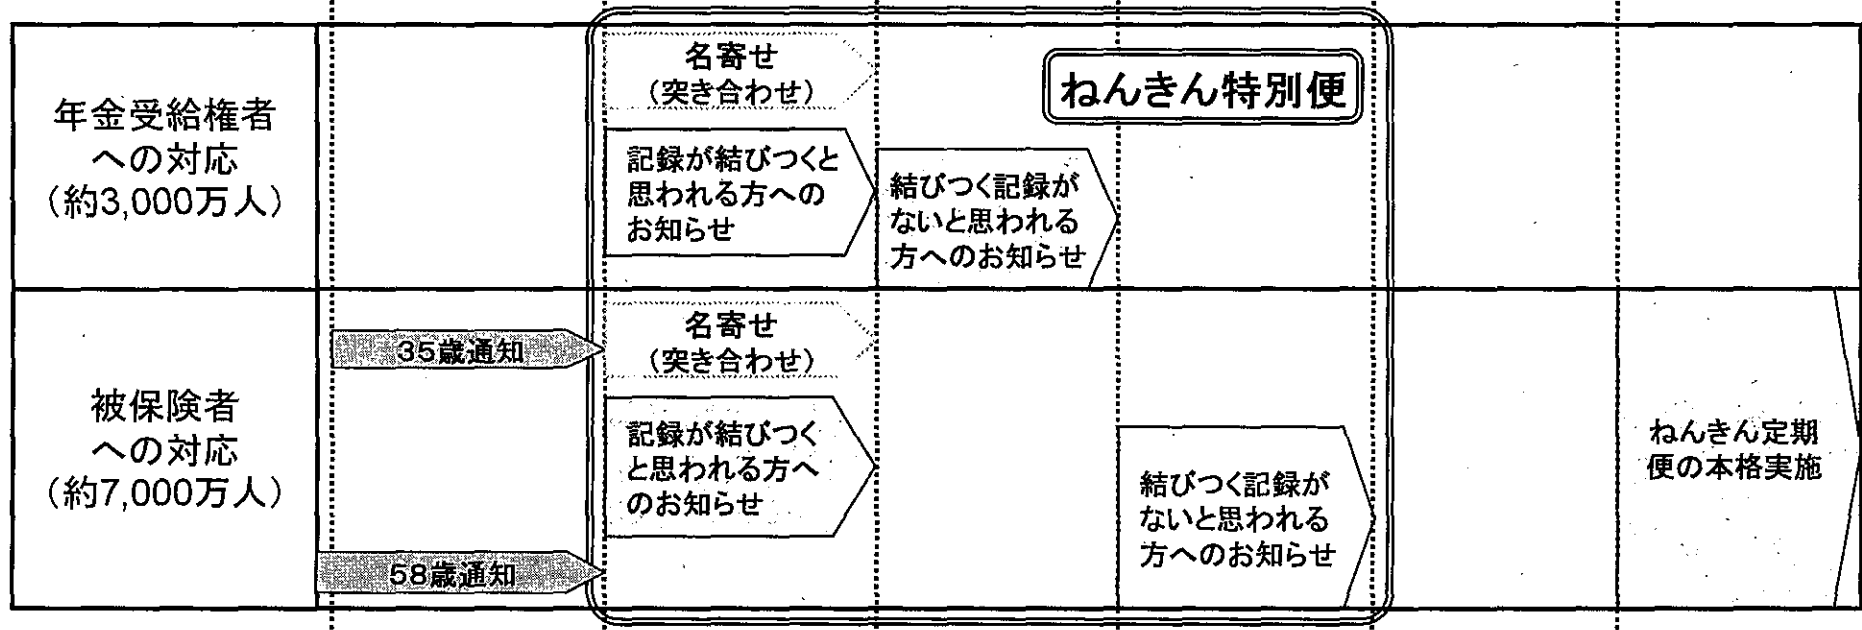 年金受給権者
への対応
（約3,000万人）
名寄せ
（突き合わせ）
記録が結びつくと
思われる方への
お知らせ
結びつく記録が
ないと思われる
方へのお知らせ
ねんきん特別便
被保険者
への対応
（約7,000万人）
35歳通知
58歳通知
名寄せ
（突き合わせ）
記録が結びつく
と思われる方へ
のお知らせ
結びつく記録が
ないと思われる
方へのお知らせ
ねんきん定期
便の本格実施